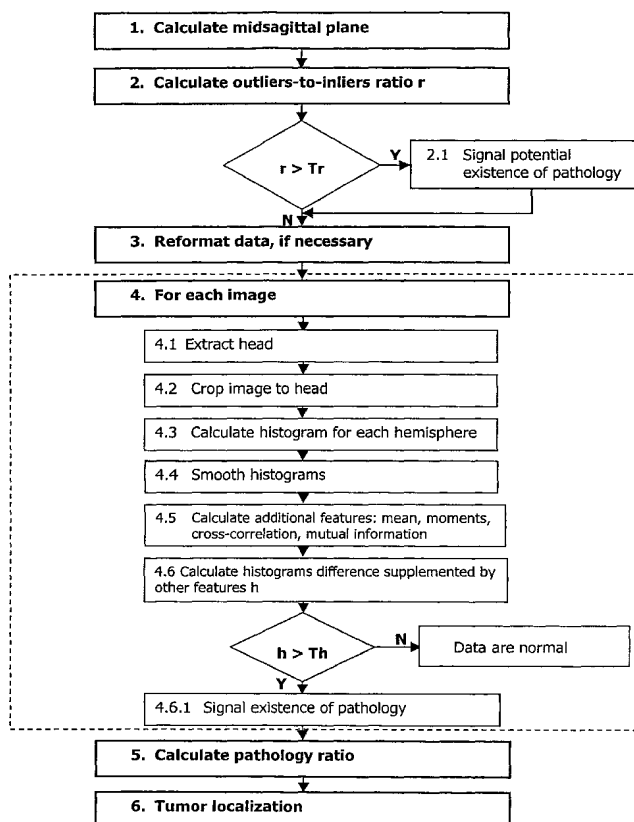 1. Calculate midsagittal plane
2. Calculate outliers-to-inliers ratio r
r > Tr
Y
2.1 Signal potential
existence of pathology
N
3. Reformat data, if necessary
4. For each image
4.1 Extract head
4.2 Crop image to head
4.3 Calculate histogram for each hemisphere
4.4 Smooth histograms
4.5 Calculate additional features: mean, moments,
cross-correlation, mutual information
4.6 Calculate histograms difference supplemented by
other features h
h > Th
N
Data are normal
Y
4.6.1 Signal existence of pathology
5. Calculate pathology ratio
6. Tumor localization